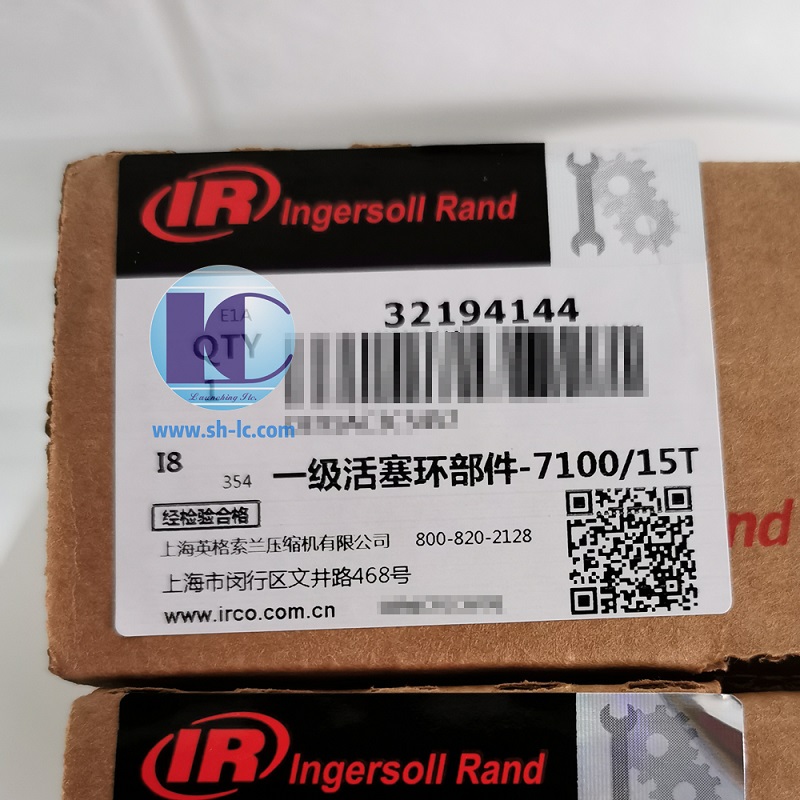 IR Ingersoll Rand
E1A
32194144
QTY
1
LC
Launching Ilc.
www.sh-lc.com
I8
354
一级活塞环部件-7100/15T
经检验合格
上海英格索兰压缩机有限公司 800-820-2128
上海市闵行区文井路468号
www.irco.com.cn
nd
IR Ingersoll Rand